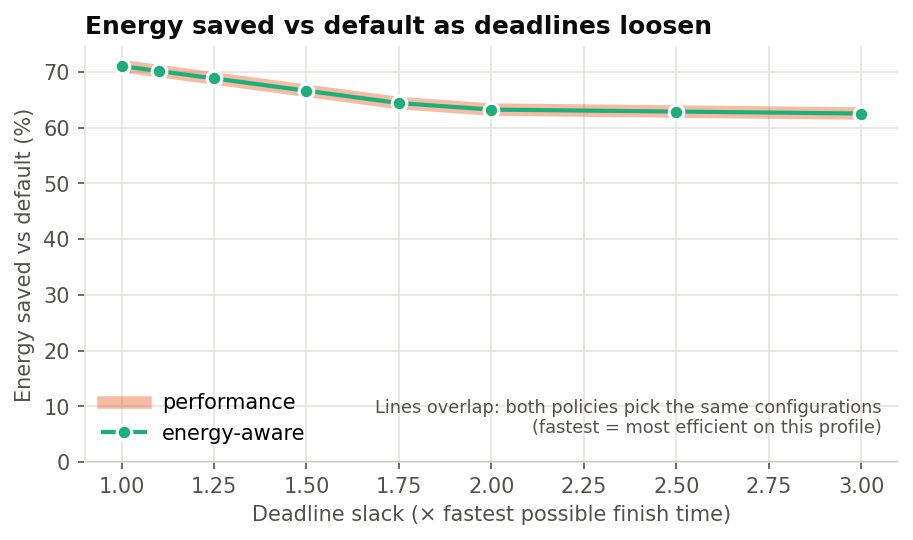 Energy saved vs default as deadlines loosen
Energy saved vs default (%)
70
60
50
40
30
20
10
0
performance
energy-aware
Lines overlap: both policies pick the same configurations
(fastest = most efficient on this profile)
1.00 1.25 1.50 1.75 2.00 2.25 2.50 2.75 3.00
Deadline slack (× fastest possible finish time)